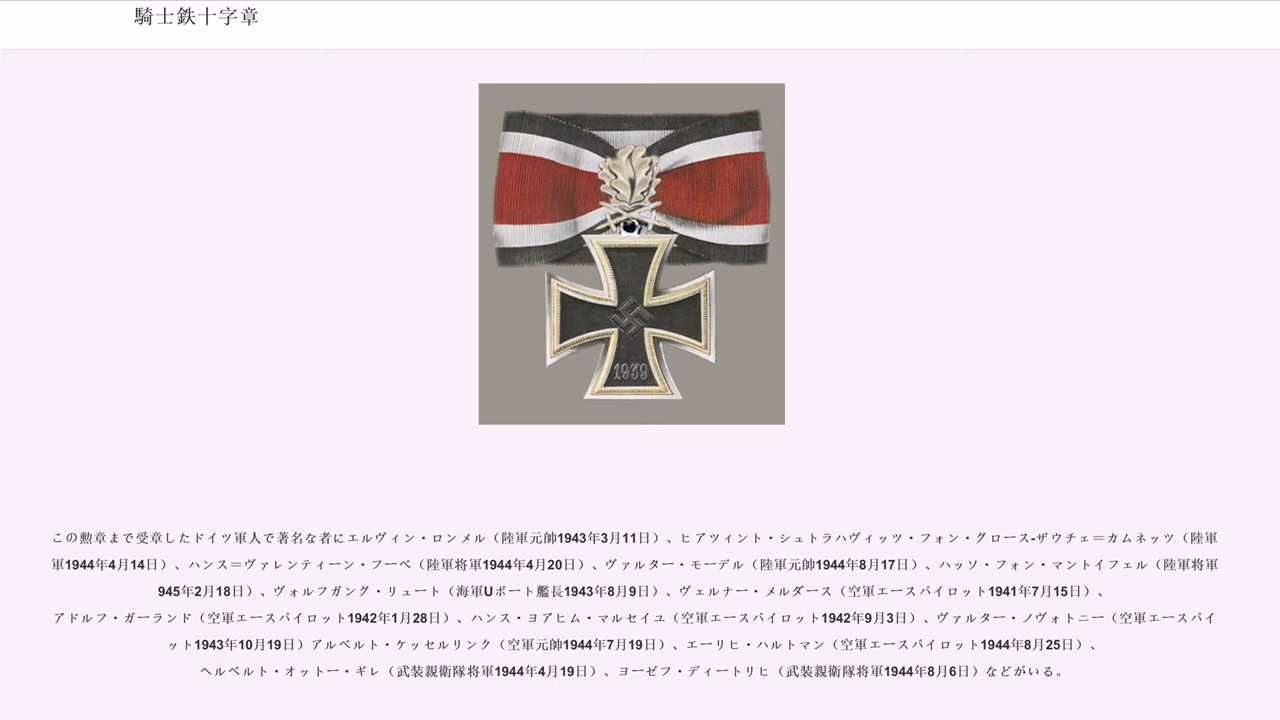 騎士鉄十字章
1939
この勲章まで受章したドイツ軍人で著名な者にエルヴィン・ロンメル（陸軍元帥1943年3月11日）、ヒアツィント・シュトラハヴィッツ・フォン・グロース-ザウチェ＝カムネッツ（陸軍
軍1944年4月14日）、ハンス＝ヴァレンティーン・フーベ（陸軍将軍1944年4月20日）、ヴァルター・モーデル（陸軍元帥1944年8月17日）、ハッソ・フォン・マントイフェル（陸軍将軍
945年2月18日）、ヴォルフガング・リュート（海軍Uボート艦長1943年8月9日）、ヴェルナー・メルダース（空軍エースパイロット1941年7月15日）、
アドルフ・ガーランド（空軍エースパイロット1942年1月28日）、ハンス・ヨアヒム・マルセイユ（空軍エースパイロット1942年9月3日）、ヴァルター・ノヴォトニー（空軍エースパイ
ット1943年10月19日）アルベルト・ケッセルリンク（空軍元帥1944年7月19日）、エーリヒ・ハルトマン（空軍エースパイロット1944年8月25日）、
ヘルベルト・オットー・ギレ（武装親衛隊将軍1944年4月19日）、ヨーゼフ・ディートリヒ（武装親衛隊将軍1944年8月6日）などがいる。